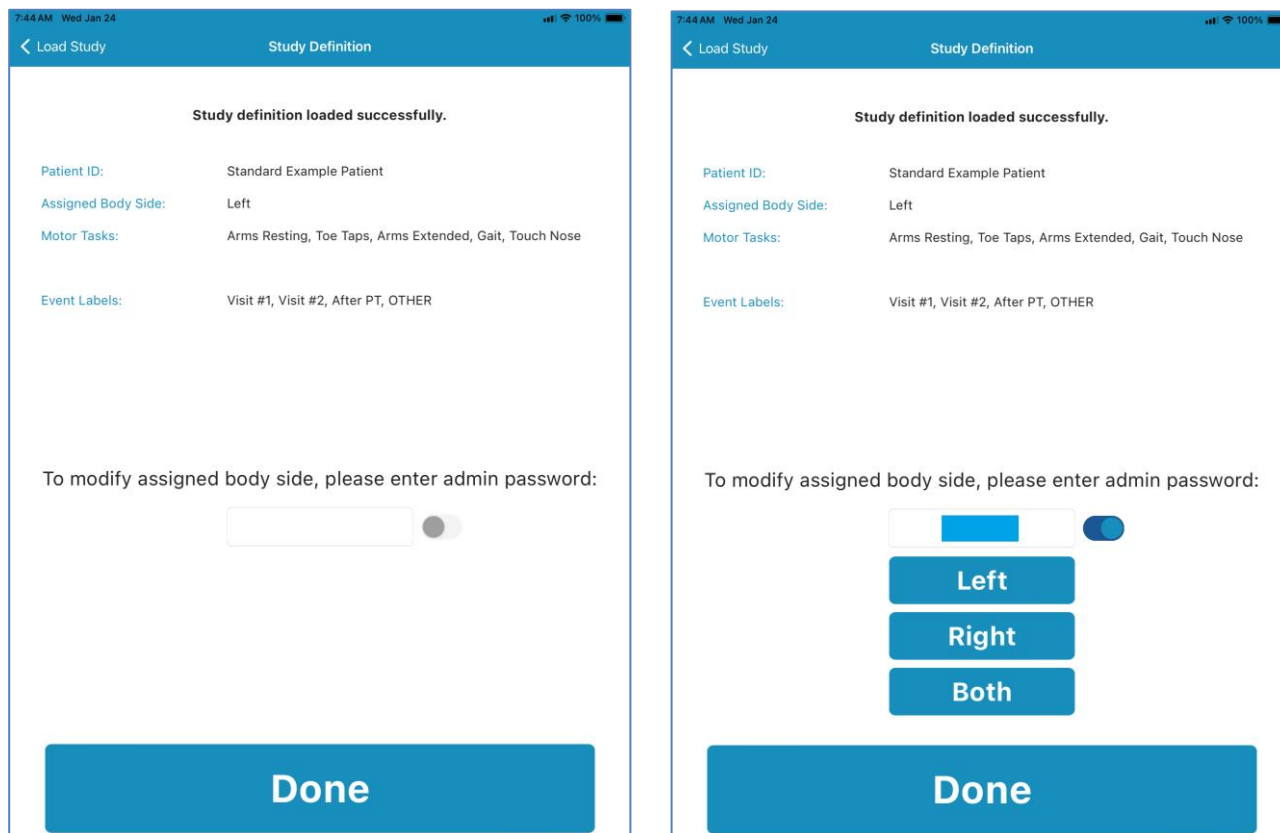 7:44 AM Wed Jan 24 100%
Load Study Study Definition
Study definition loaded successfully.
Patient ID: Standard Example Patient
Assigned Body Side: Left
Motor Tasks: Arms Resting, Toe Taps, Arms Extended, Gait, Touch Nose
Event Labels: Visit #1, Visit #2, After PT, OTHER
To modify assigned body side, please enter admin password:
Done
7:44 AM Wed Jan 24 100%
Load Study Study Definition
Study definition loaded successfully.
Patient ID: Standard Example Patient
Assigned Body Side: Left
Motor Tasks: Arms Resting, Toe Taps, Arms Extended, Gait, Touch Nose
Event Labels: Visit #1, Visit #2, After PT, OTHER
To modify assigned body side, please enter admin password:
Left
Right
Both
Done